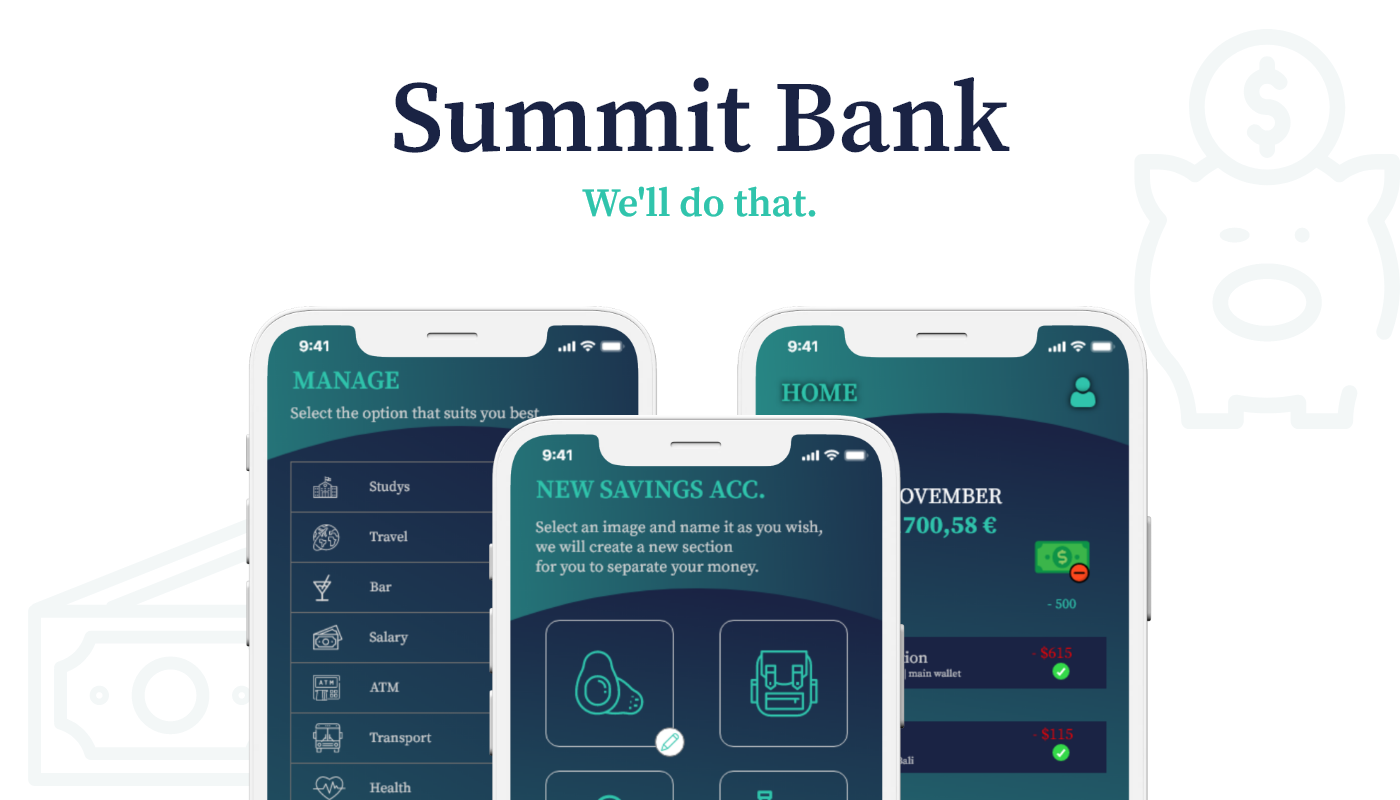 Summit Bank
We'll do that.
9:41
MANAGE
Select the option that suits you best
Studys
Travel
Bar
Salary
ATM
ATM
Transport
Health
9:41
NEW SAVINGS ACC.
Select an image and name it as you wish,
we will create a new section
for you to separate your money.
9:41
HOME
OVEMBER
700,58 €
- 500
ion
- $615
main wallet
- $115